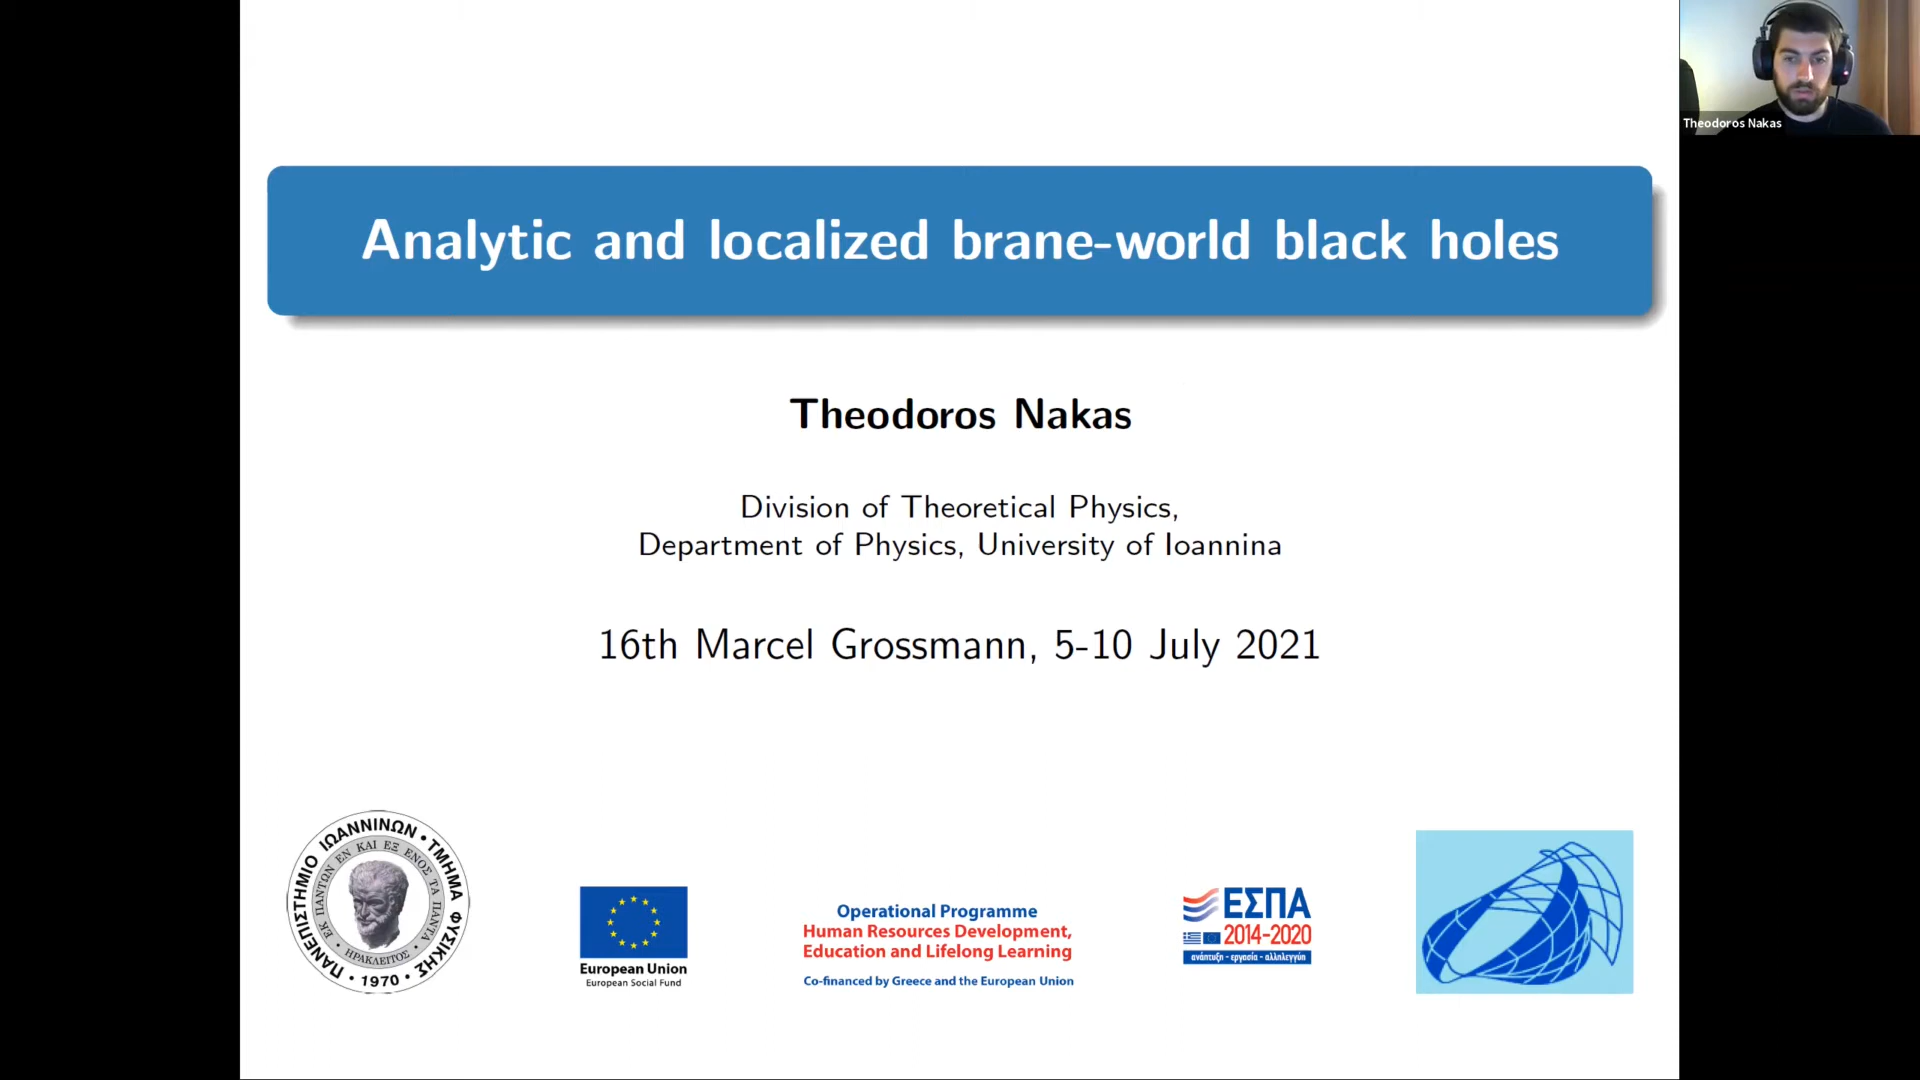 Theodoros Nakas
Analytic and localized brane-world black holes
Theodoros Nakas
Division of Theoretical Physics,
Department of Physics, University of Ioannina
16th Marcel Grossmann, 5-10 July 2021
ΠΑΝΕΠΙΣΤΗΜΙΟ ΙΩΑΝΝΙΝΩΝ • ΤΜΗΜΑ ΦΥΣΙΚΗΣ
ΕΚ ΠΑΝΤΩΝ ΕΝ ΚΑΙ ΕΞ ΕΝΟΣ ΤΑ ΠΑΝΤΑ
• ΗΡΑΚΛΕΙΤΟΣ •
• 1970 •
European Union
European Social Fund
Operational Programme
Human Resources Development,
Education and Lifelong Learning
Co-financed by Greece and the European Union
ΕΣΠΑ
2014-2020
ανάπτυξη - εργασία - αλληλεγγύη